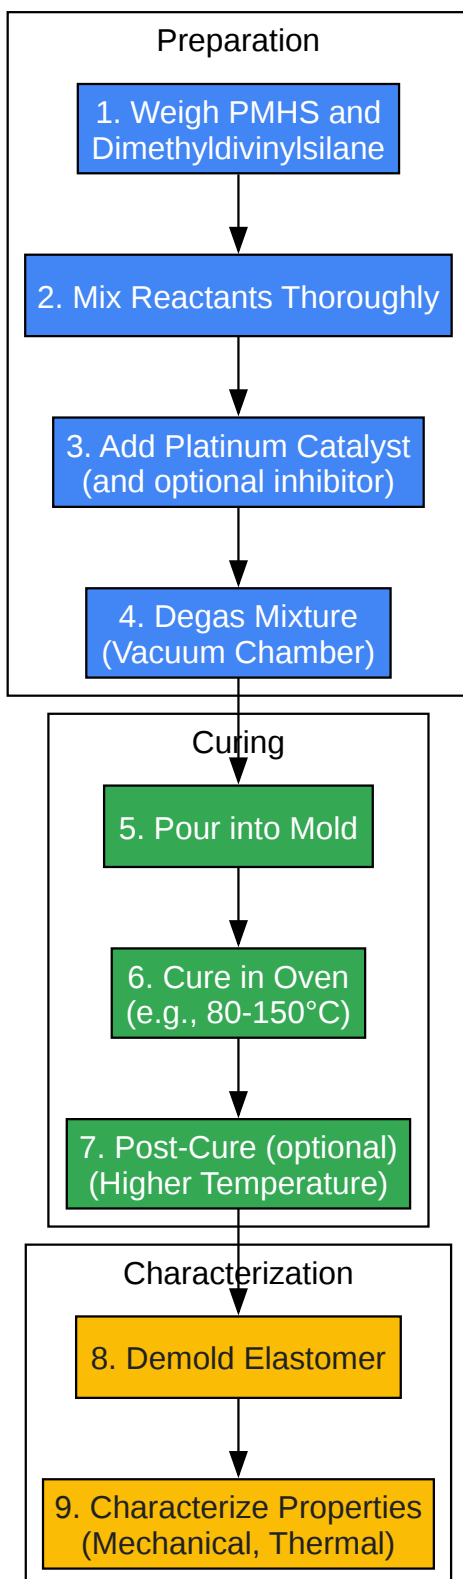 Preparation
1. Weigh PMHS and
Dimethyldivinylsilane
2. Mix Reactants Thoroughly
3. Add Platinum Catalyst
(and optional inhibitor)
4. Degas Mixture
(Vacuum Chamber)
Curing
5. Pour into Mold
6. Cure in Oven
(e.g., 80-150°C)
7. Post-Cure (optional)
(Higher Temperature)
Characterization
8. Demold Elastomer
9. Characterize Properties
(Mechanical, Thermal)